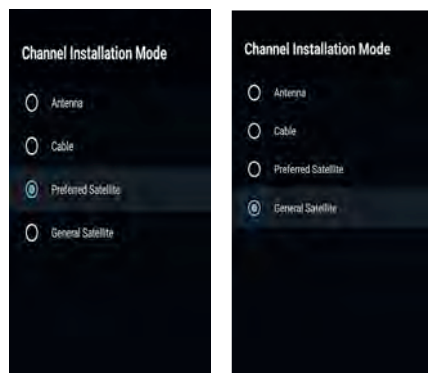 Channel Installation Mode
Antenna
Cable
Preferred Satellite
General Satellite
Channel Installation Mode
Antenna
Cable
Preferred Satellite
General Satellite